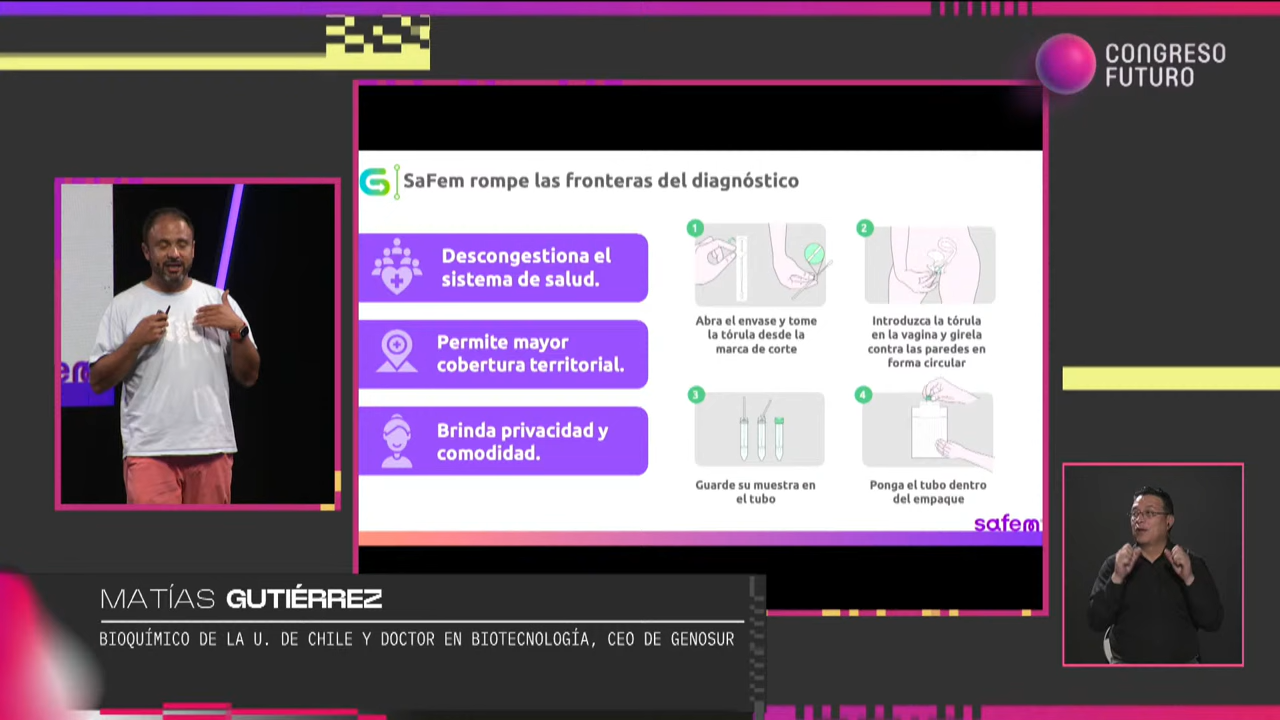 CONGRESO
FUTURO
SaFem rompe las fronteras del diagnóstico
Descongestiona el
sistema de salud.
Permite mayor
cobertura territorial.
Brinda privacidad y
comodidad.
1
Abra el envase y tome
la tórula desde la
marca de corte
2
Introduzca la tórula
en la vagina y girela
contra las paredes en
forma circular
3
Guarde su muestra en
el tubo
4
Ponga el tubo dentro
del empaque
safem
MATÍAS GUTIÉRREZ
BIOQUÍMICO DE LA U. DE CHILE Y DOCTOR EN BIOTECNOLOGÍA, CEO DE GENOSUR